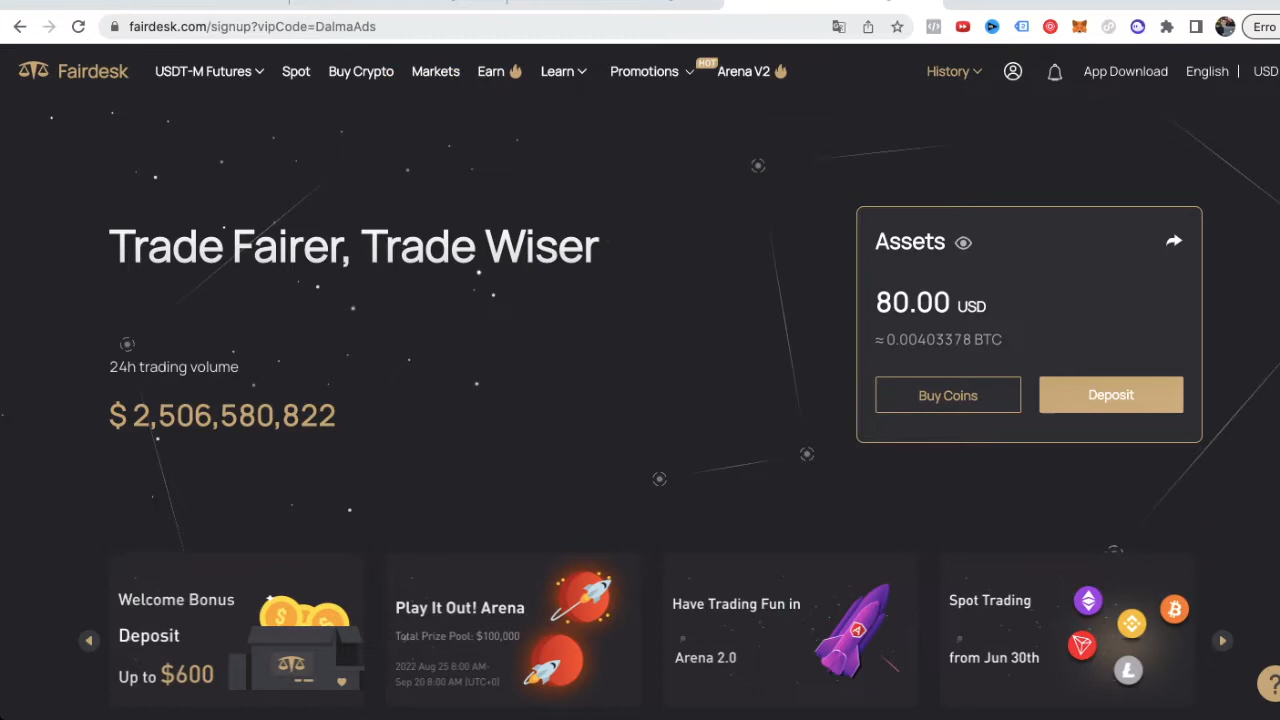 fairdesk.com/signup?vipCode=DalmaAds
Erro
Fairdesk USDT-M Futures Spot Buy Crypto Markets Earn Learn Promotions HOT Arena V2 History App Download English | USD
Trade Fairer, Trade Wiser
24h trading volume
$ 2,506,580,822
Assets
80.00 USD
≈ 0.00403378 BTC
Buy Coins Deposit
Welcome Bonus
Deposit
Up to $600
Play It Out! Arena
Total Prize Pool: $100,000
2022 Aug 25 8:00 AM-
Sep 20 8:00 AM (UTC+0)
Have Trading Fun in
Arena 2.0
Spot Trading
from Jun 30th
?